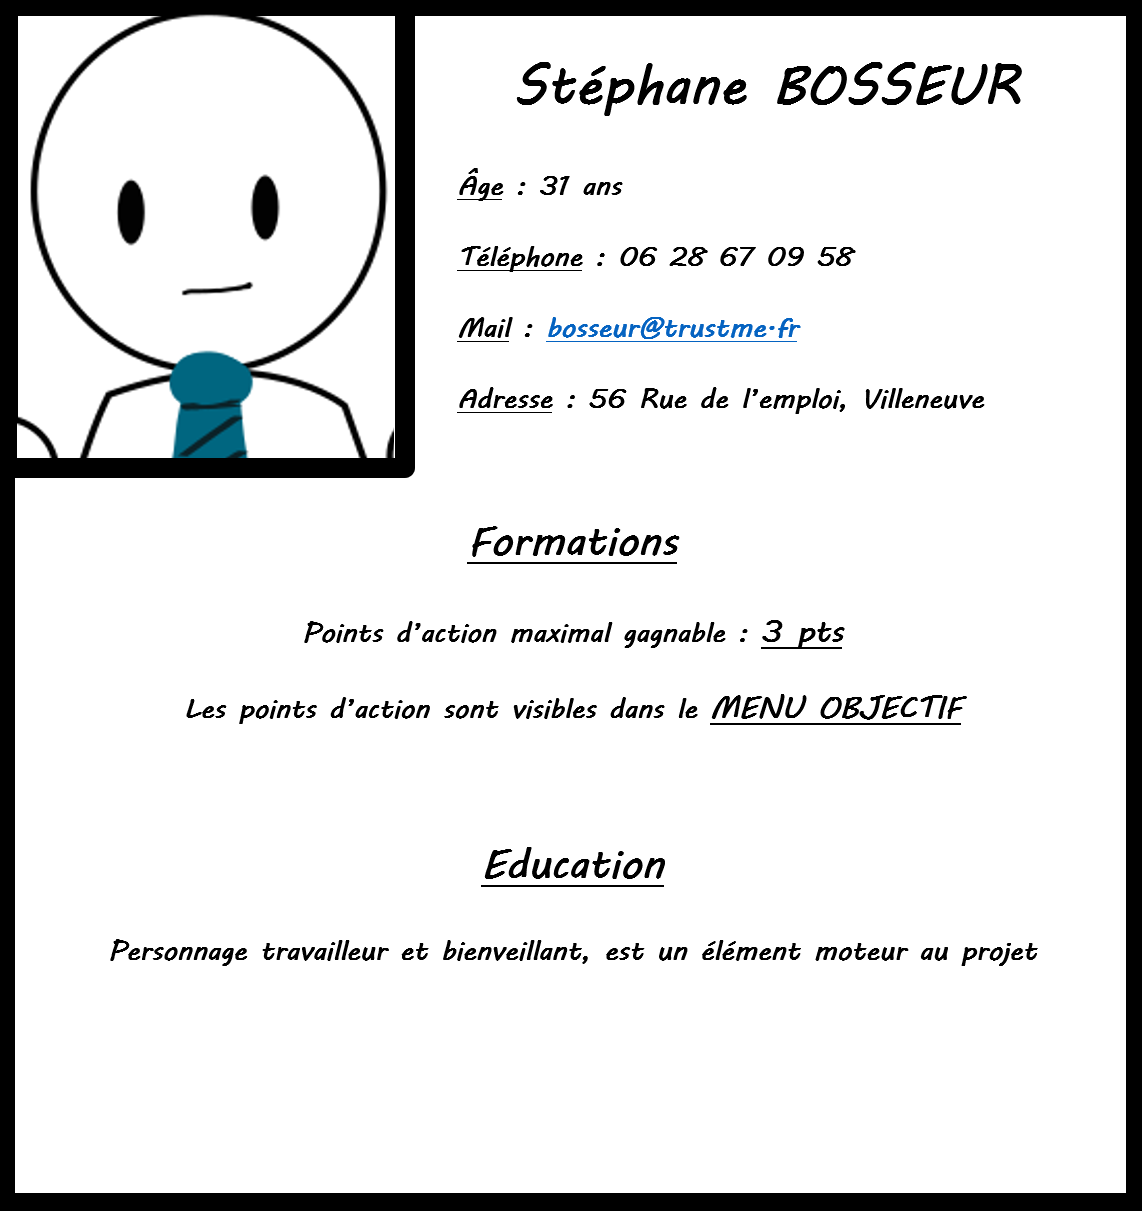 Stéphane BOSSEUR
Âge : 31 ans
Téléphone : 06 28 67 09 58
Mail : bosseur@trustme.fr
Adresse : 56 Rue de l'emploi, Villeneuve
Formations
Points d'action maximal gagnable : 3 pts
Les points d'action sont visibles dans le MENU OBJECTIF
Education
Personnage travailleur et bienveillant, est un élément moteur au projet